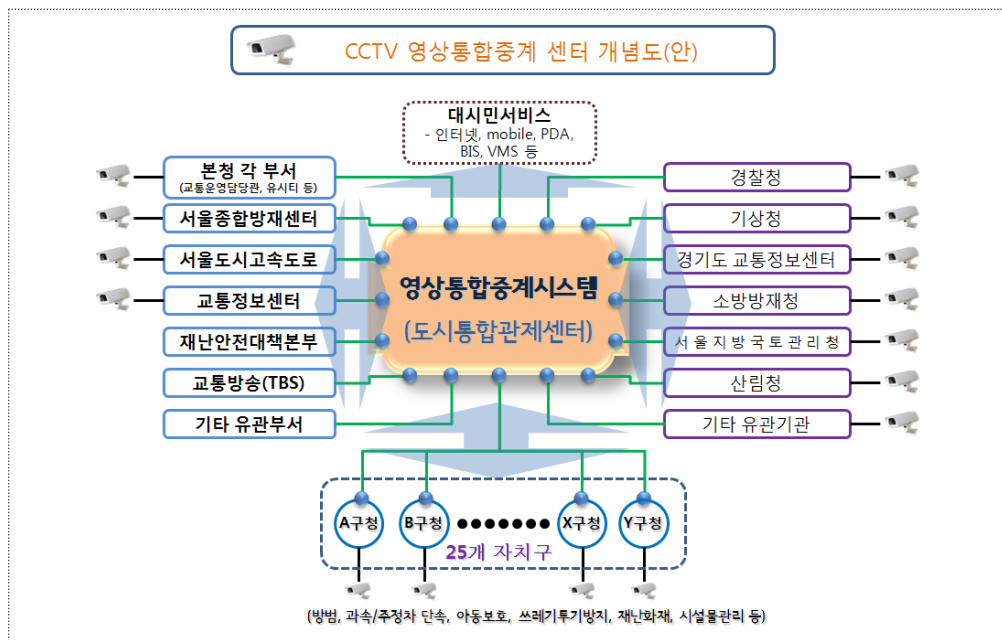 CCTV 영상통합중계 센터 개념도(안)
대시민서비스
- 인터넷, mobile, PDA,
BIS, VMS 등
본청 각 부서
(교통운영담당관, 유시티 등)
서울종합방재센터
서울도시고속도로
교통정보센터
재난안전대책본부
교통방송(TBS)
기타 유관부서
영상통합중계시스템
(도시통합관제센터)
경찰청
기상청
경기도 교통정보센터
소방방재청
서울지방국토관리청
산림청
기타 유관기관
A구청
B구청
X구청
Y구청
25개 자치구
(방범, 과속/주정차 단속, 아동보호, 쓰레기투기방지, 재난화재, 시설물관리 등)